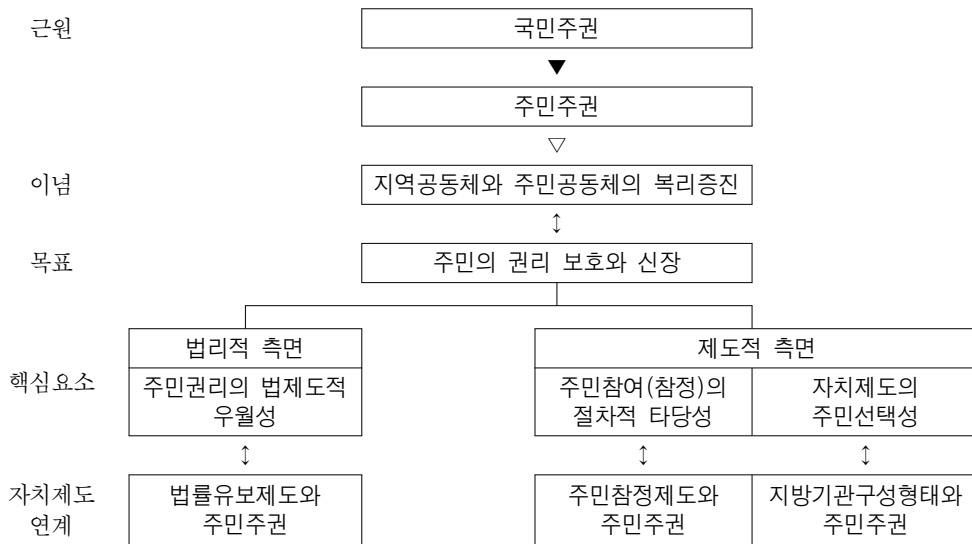 근원
국민주권
▼
주민주권
▽
이념
지역공동체와 주민공동체의 복리증진
↕
목표
주민의 권리 보호와 신장
법리적 측면
제도적 측면
핵심요소
주민권리의 법제도적
우월성
주민참여(참정)의
절차적 타당성
자치제도의
주민선택성
↕
↕
↕
자치제도
연계
법률유보제도와
주민주권
주민참정제도와
주민주권
지방기관구성형태와
주민주권